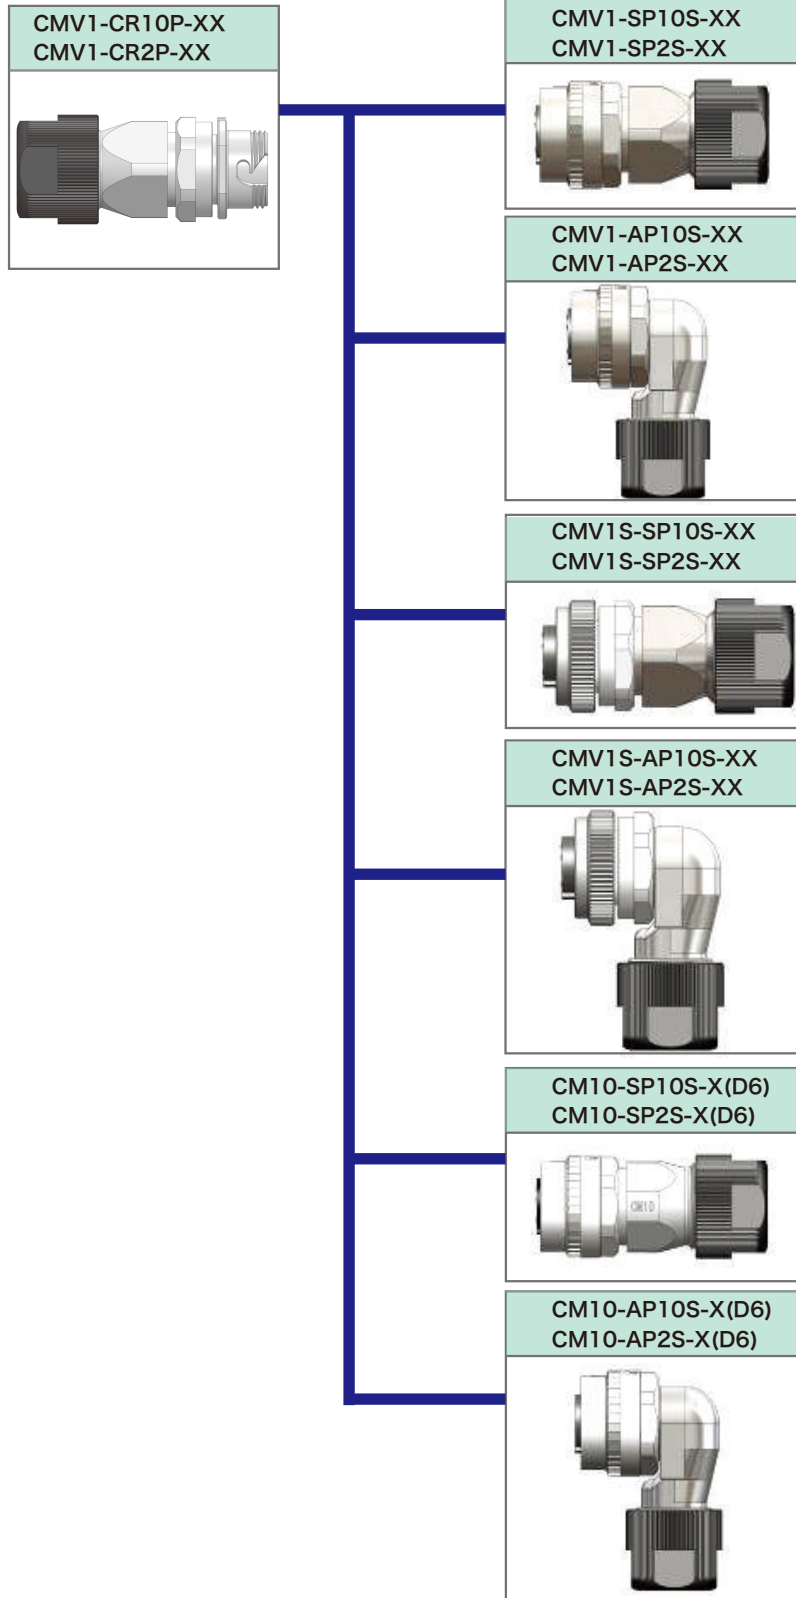 CMV1-CR10P-XX
CMV1-CR2P-XX
CMV1-SP10S-XX
CMV1-SP2S-XX
CMV1-AP10S-XX
CMV1-AP2S-XX
CMV1S-SP10S-XX
CMV1S-SP2S-XX
CMV1S-AP10S-XX
CMV1S-AP2S-XX
CM10-SP10S-X(D6)
CM10-SP2S-X(D6)
CM10
CM10-AP10S-X(D6)
CM10-AP2S-X(D6)